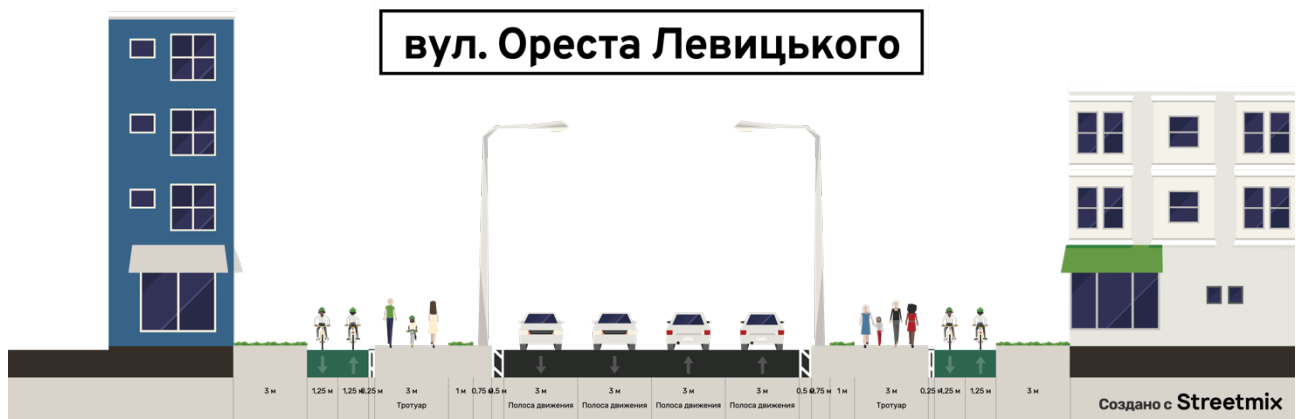 вул. Ореста Левицького
3 м 1,25 м 1,25 м 0,25 м 3 м 1 м 0,75 м 0,5 м 3 м 3 м 3 м 3 м 0,5 м 0,75 м 1 м 3 м 0,25 м 1,25 м 1,25 м 3 м
Тротуар Полоса движения Полоса движения Полоса движения Полоса движения Тротуар
Создано с Streetmix